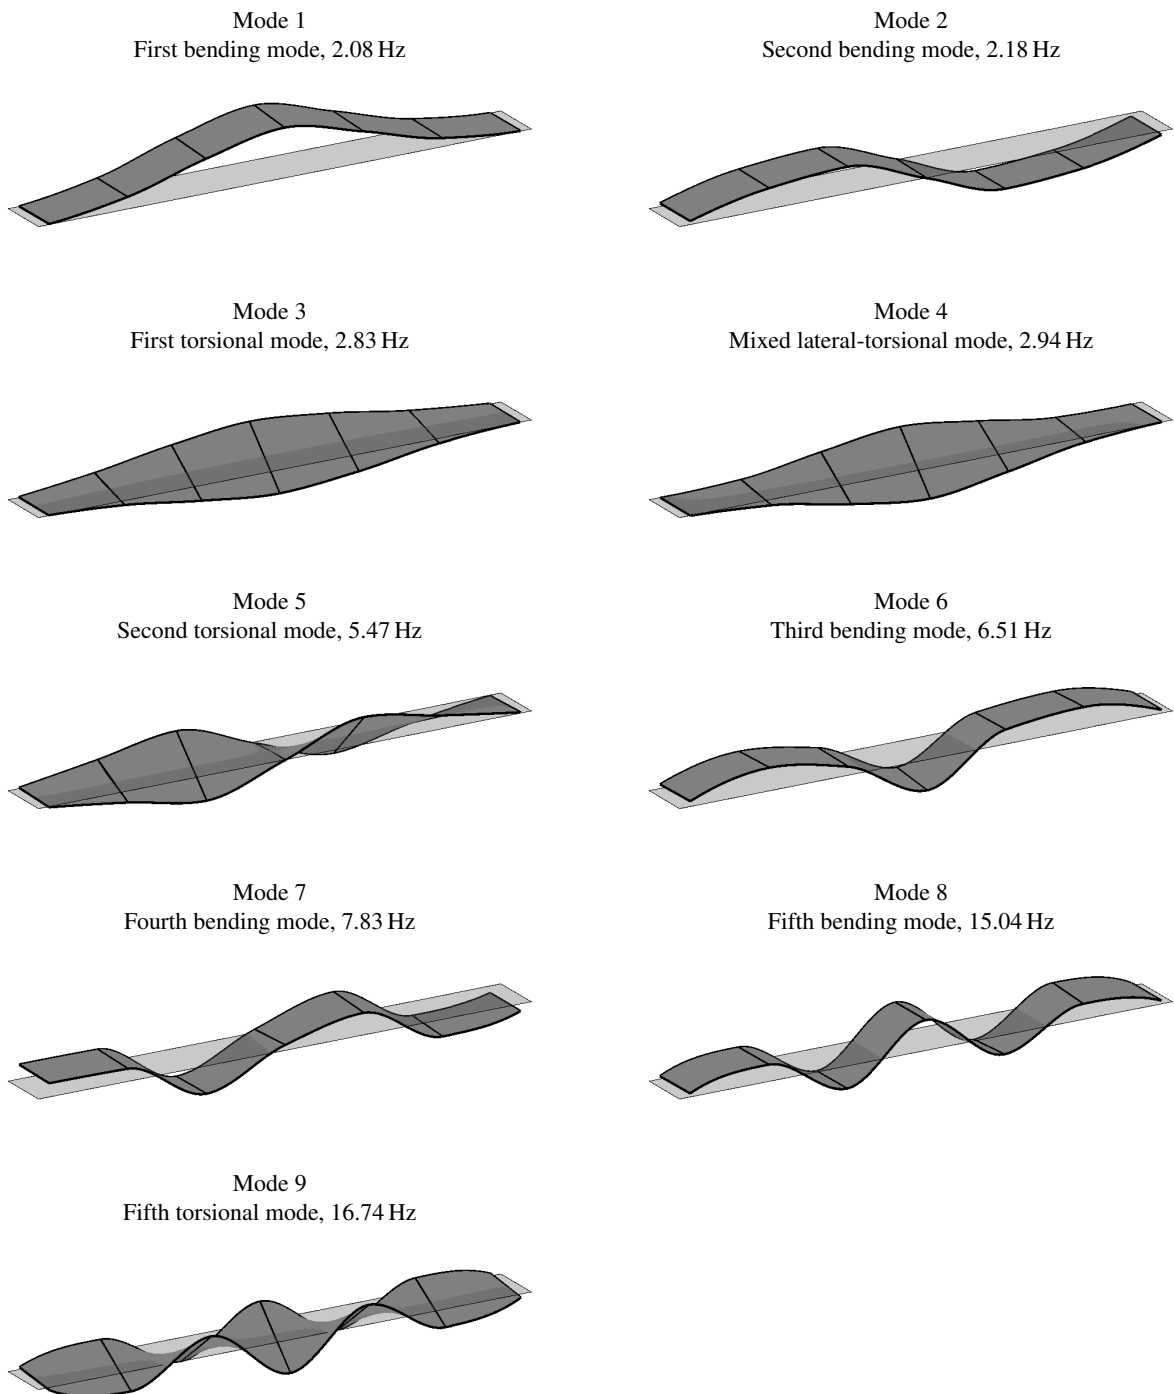 Mode 1
First bending mode, 2.08 Hz
Mode 2
Second bending mode, 2.18 Hz
Mode 3
First torsional mode, 2.83 Hz
Mode 4
Mixed lateral-torsional mode, 2.94 Hz
Mode 5
Second torsional mode, 5.47 Hz
Mode 6
Third bending mode, 6.51 Hz
Mode 7
Fourth bending mode, 7.83 Hz
Mode 8
Fifth bending mode, 15.04 Hz
Mode 9
Fifth torsional mode, 16.74 Hz